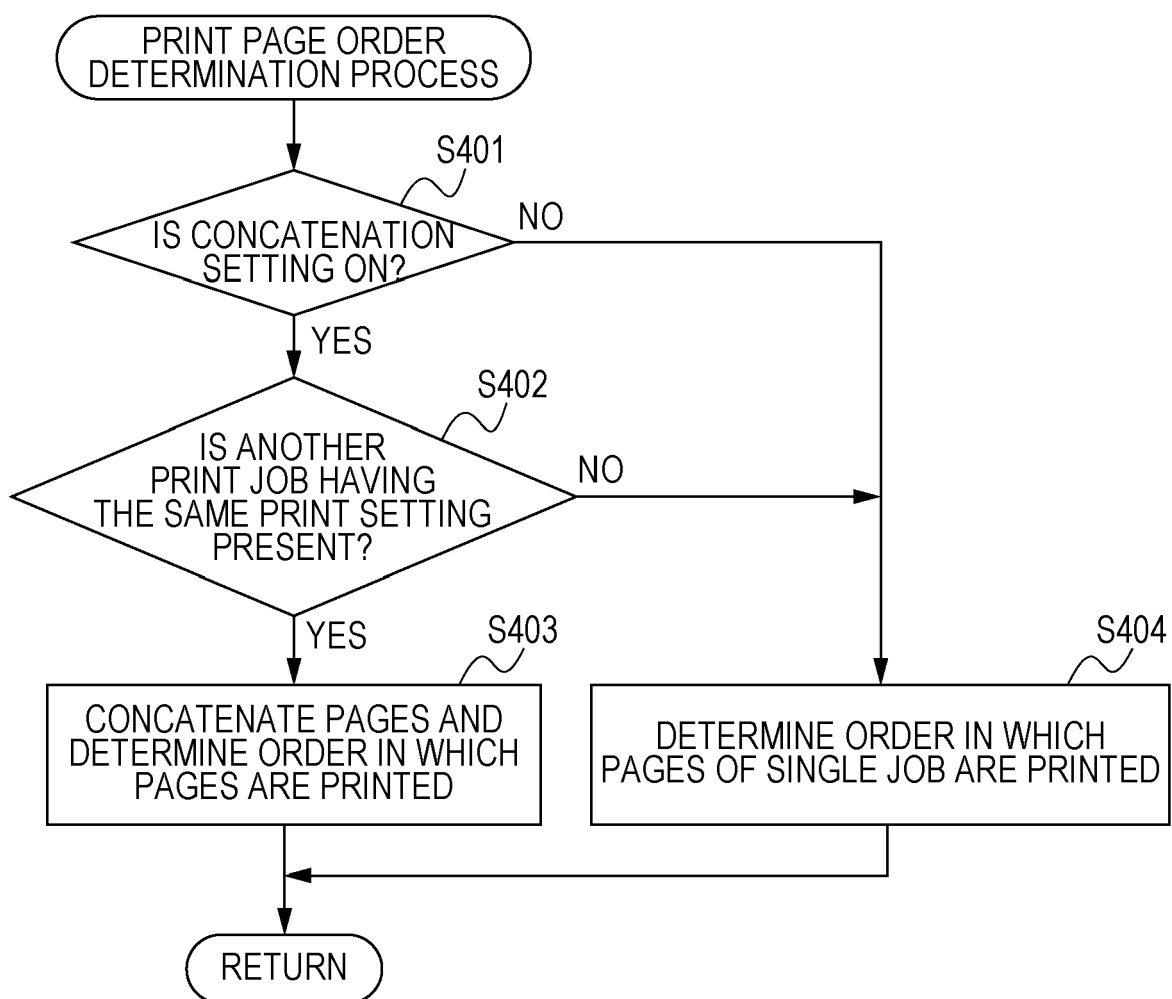 PRINT PAGE ORDER
DETERMINATION PROCESS
S401
IS CONCATENATION
SETTING ON?
NO
YES
S402
IS ANOTHER
PRINT JOB HAVING
THE SAME PRINT SETTING
PRESENT?
NO
YES
S403
CONCATENATE PAGES AND
DETERMINE ORDER IN WHICH
PAGES ARE PRINTED
S404
DETERMINE ORDER IN WHICH
PAGES OF SINGLE JOB ARE PRINTED
RETURN